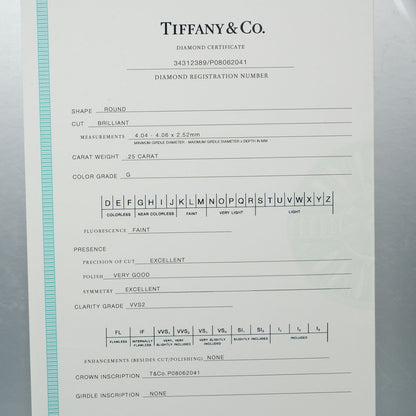 TIFFANY & CO.
DIAMOND CERTIFICATE
34312389/P08062041
DIAMOND REGISTRATION NUMBER
SHAPE ROUND
CUT BRILLIANT
MEASUREMENTS 4.04 - 4.06 x 2.52mm
MINIMUM GIRDLE DIAMETER - MAXIMUM GIRDLE DIAMETER x DEPTH IN MM
CARAT WEIGHT .25 CARAT
COLOR GRADE G
D E F G H I J K L M N O P Q R S T U V W X Y Z
COLORLESS NEAR COLORLESS FAINT VERY LIGHT LIGHT
FLUORESCENCE FAINT
PRESENCE
PRECISION OF CUT EXCELLENT
POLISH VERY GOOD
SYMMETRY EXCELLENT
CLARITY GRADE VVS2
FL IF VVS₁ VVS₂ VS₁ VS₂ SI₁ SI₂ I₁ I₂ I₃
FLAWLESS INTERNALLY FLAWLESS VERY, VERY SLIGHTLY INCLUDED VERY SLIGHTLY INCLUDED SLIGHTLY INCLUDED INCLUDED
ENHANCEMENTS (BESIDES CUT/POLISHING) NONE
CROWN INSCRIPTION T&Co.P08062041
GIRDLE INSCRIPTION NONE